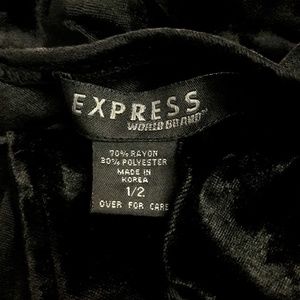 EXPRESS
WORLD BRAND
70% RAYON
30% POLYESTER
MADE IN
KOREA
1/2
OVER FOR CARE